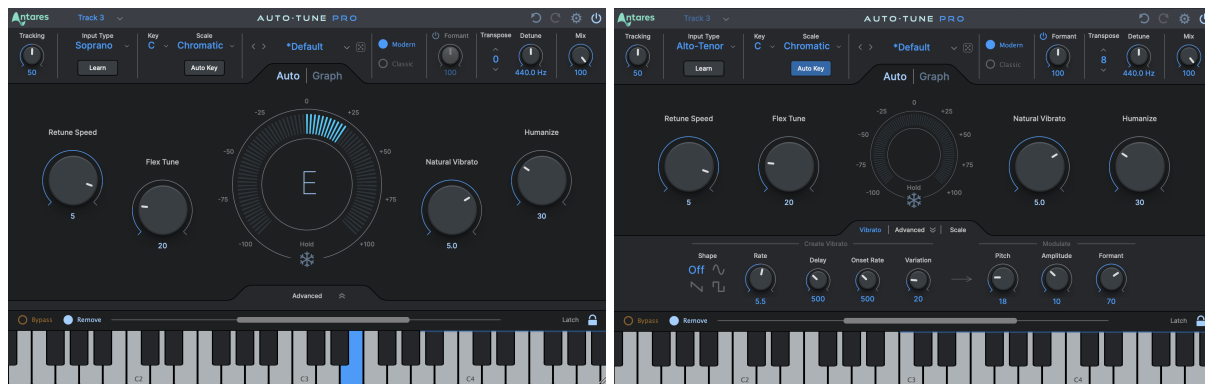 Antares Track 3 AUTO-TUNE PRO
Tracking Input Type Key Scale Modern Formant Transpose Detune Mix
Soprano C Chromatic *Default
Learn Auto Key Classic
50 100 0 440.0 Hz 100
Auto Graph
0
-25 +25
Retune Speed Humanize
-50 +50
Flex Tune Natural Vibrato
E
-75 +75
5 30
-100 Hold +100
20 5.0
Advanced
Bypass Remove Latch
C2 C3 C4
Antares Track 3 AUTO-TUNE PRO
Tracking Input Type Key Scale Modern Formant Transpose Detune Mix
Alto-Tenor C Chromatic *Default
Learn Auto Key Classic
50 100 8 440.0 Hz 100
Auto Graph
0
Retune Speed Flex Tune -25 +25 Natural Vibrato Humanize
-50 +50
-75 +75
-100 Hold +100
5 20 5.0 30
Vibrato Advanced Scale
Create Vibrato Modulate
Shape Rate Delay Onset Rate Variation Pitch Amplitude Formant
Off
5.5 500 500 20 18 10 70
Bypass Remove Latch
C2 C3 C4